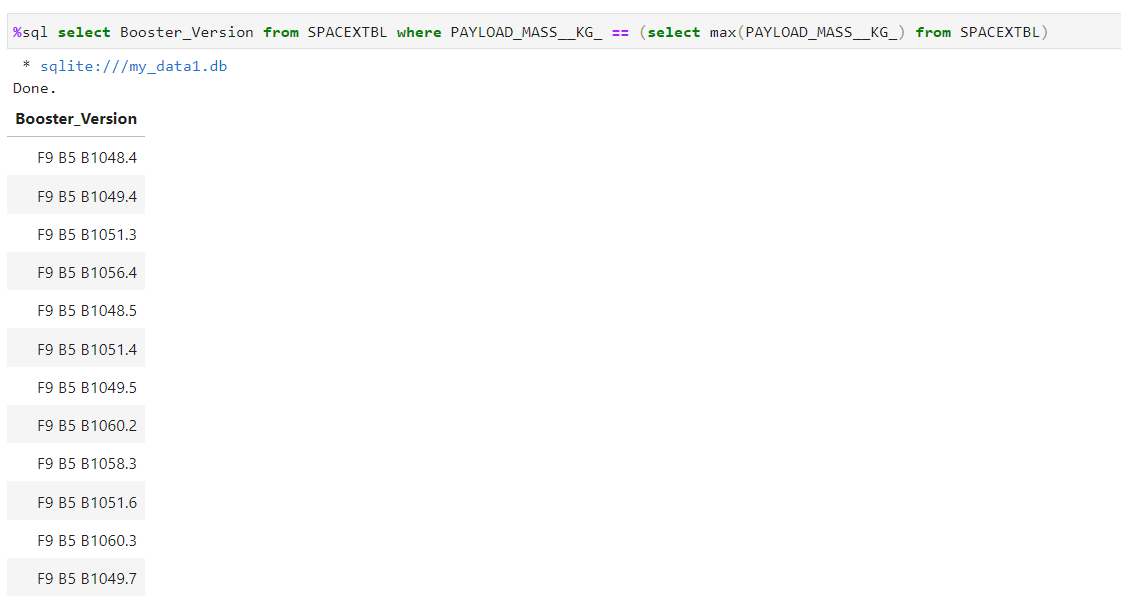 %sql select Booster_Version from SPACEXTBL where PAYLOAD_MASS__KG_ == (select max(PAYLOAD_MASS__KG_) from SPACEXTBL)
* sqlite:///my_data1.db
Done.
Booster_Version
F9 B5 B1048.4
F9 B5 B1049.4
F9 B5 B1051.3
F9 B5 B1056.4
F9 B5 B1048.5
F9 B5 B1051.4
F9 B5 B1049.5
F9 B5 B1060.2
F9 B5 B1058.3
F9 B5 B1051.6
F9 B5 B1060.3
F9 B5 B1049.7